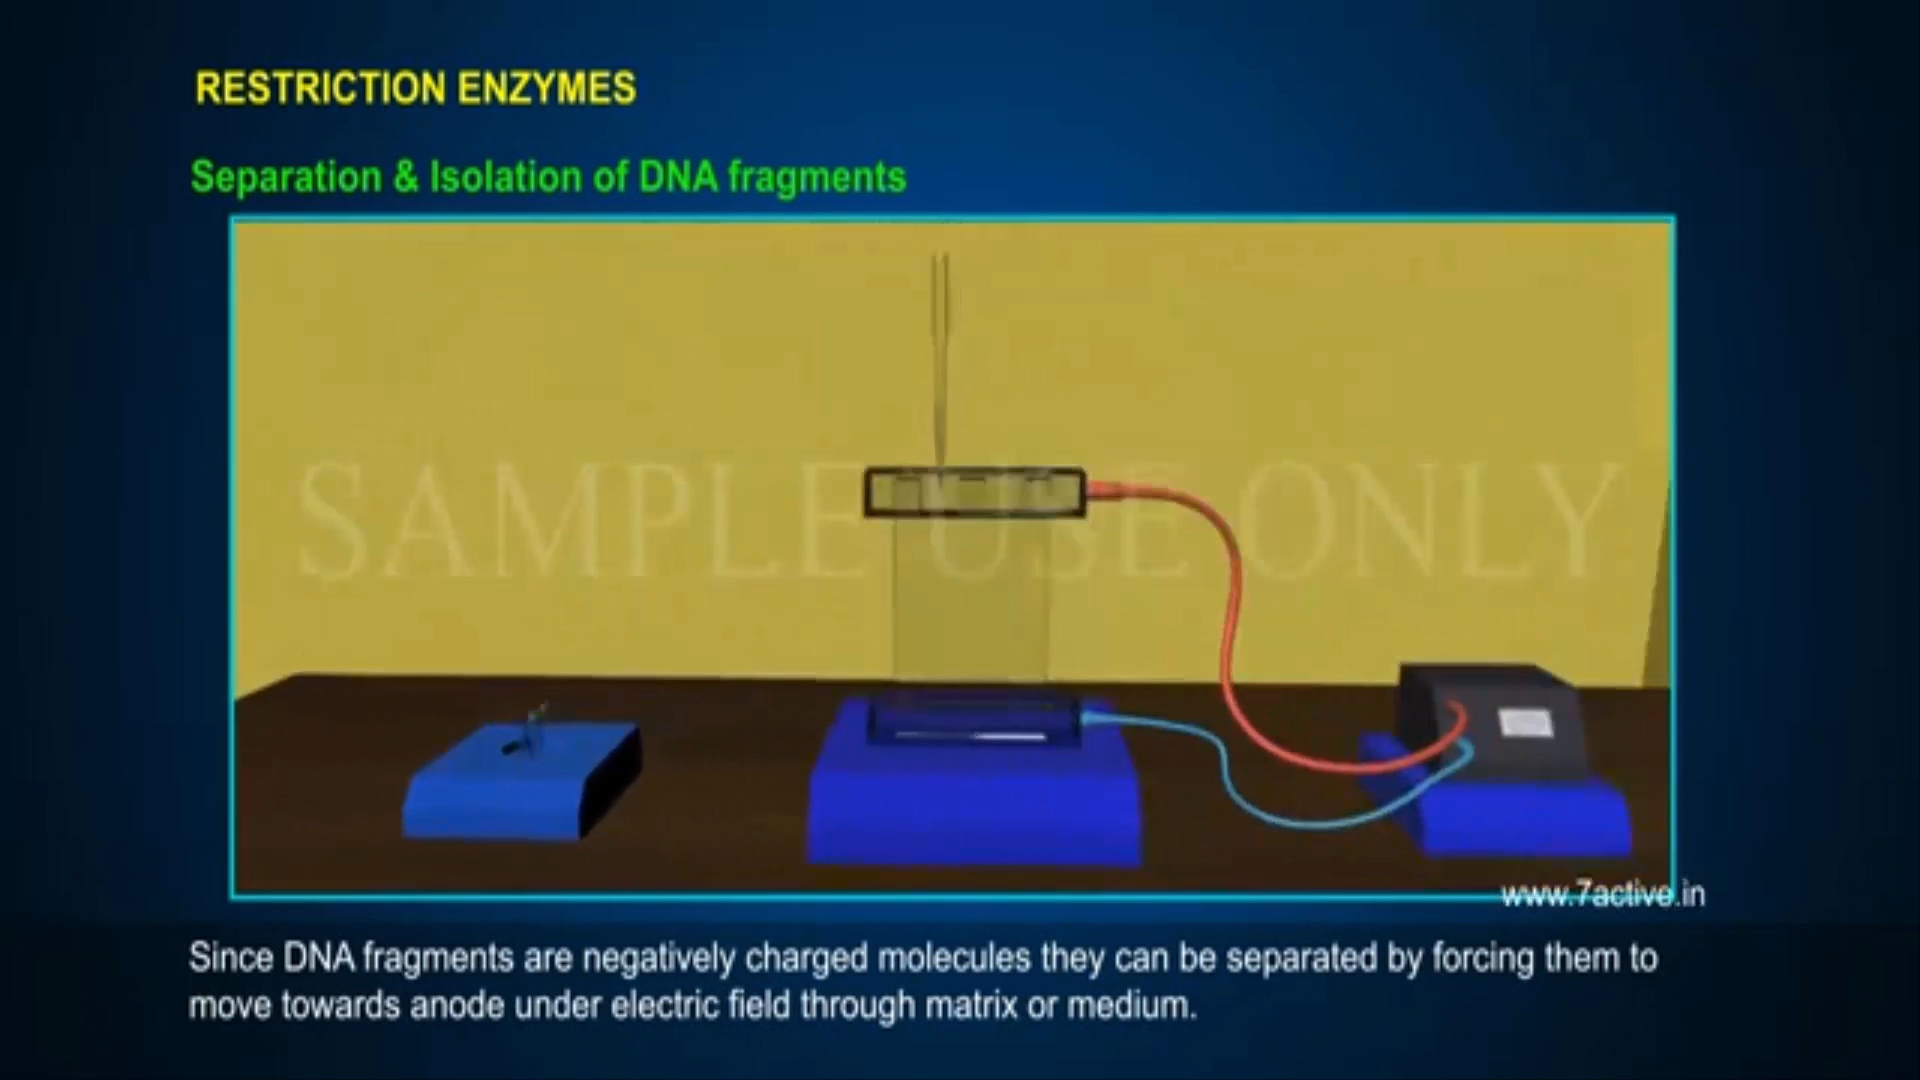 RESTRICTION ENZYMES
Separation & Isolation of DNA fragments
SAMPLE USE ONLY
www.7active.in
Since DNA fragments are negatively charged molecules they can be separated by forcing them to
move towards anode under electric field through matrix or medium.